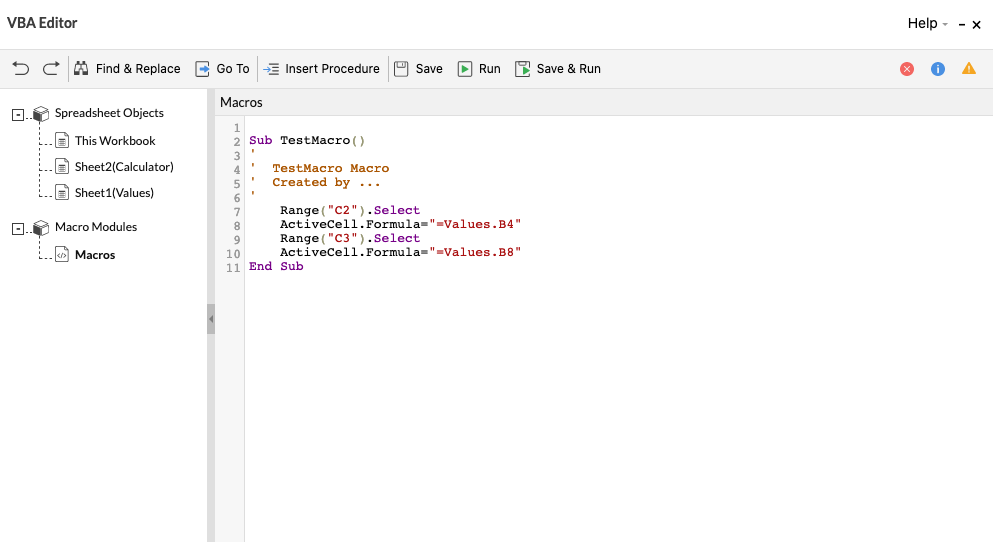 VBA Editor
Help
Find & Replace Go To Insert Procedure Save Run Save & Run
Spreadsheet Objects
This Workbook
Sheet2(Calculator)
Sheet1(Values)
Macro Modules
Macros
Macros
1
2 Sub TestMacro()
3 '
4 '  TestMacro Macro
5 '  Created by ...
6 '
7     Range("C2").Select
8     ActiveCell.Formula="=Values.B4"
9     Range("C3").Select
10     ActiveCell.Formula="=Values.B8"
11 End Sub